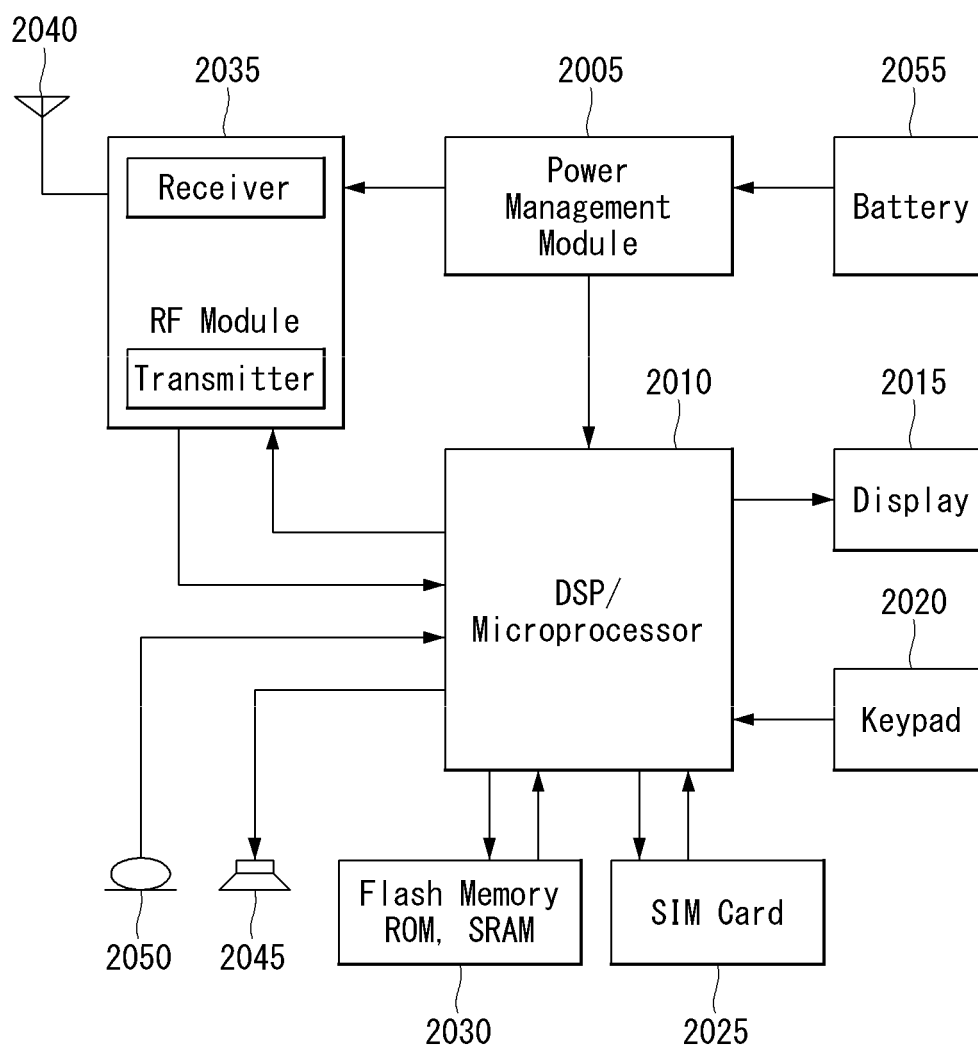 2040
2035
2005
2055
Receiver
RF Module
Transmitter
Power
Management
Module
Battery
2010
2015
DSP/
Microprocessor
Display
2020
Keypad
2050
2045
Flash Memory
ROM, SRAM
SIM Card
2030
2025